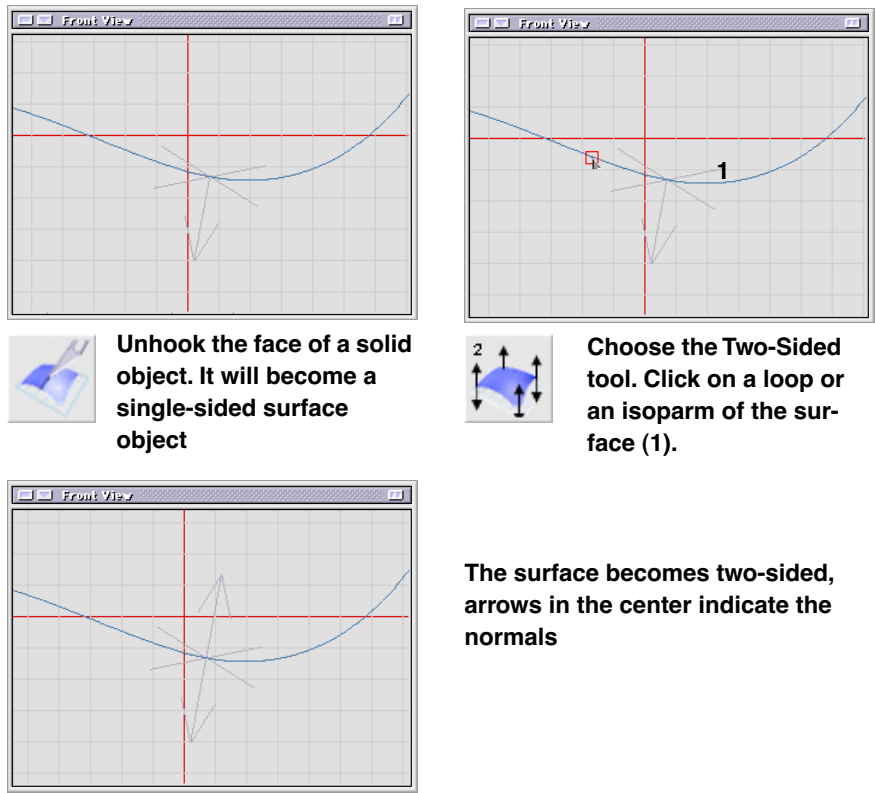 Front View
Front View
1
Unhook the face of a solid
object. It will become a
single-sided surface
object
2
Choose the Two-Sided
tool. Click on a loop or
an isoparm of the sur-
face (1).
Front View
The surface becomes two-sided,
arrows in the center indicate the
normals